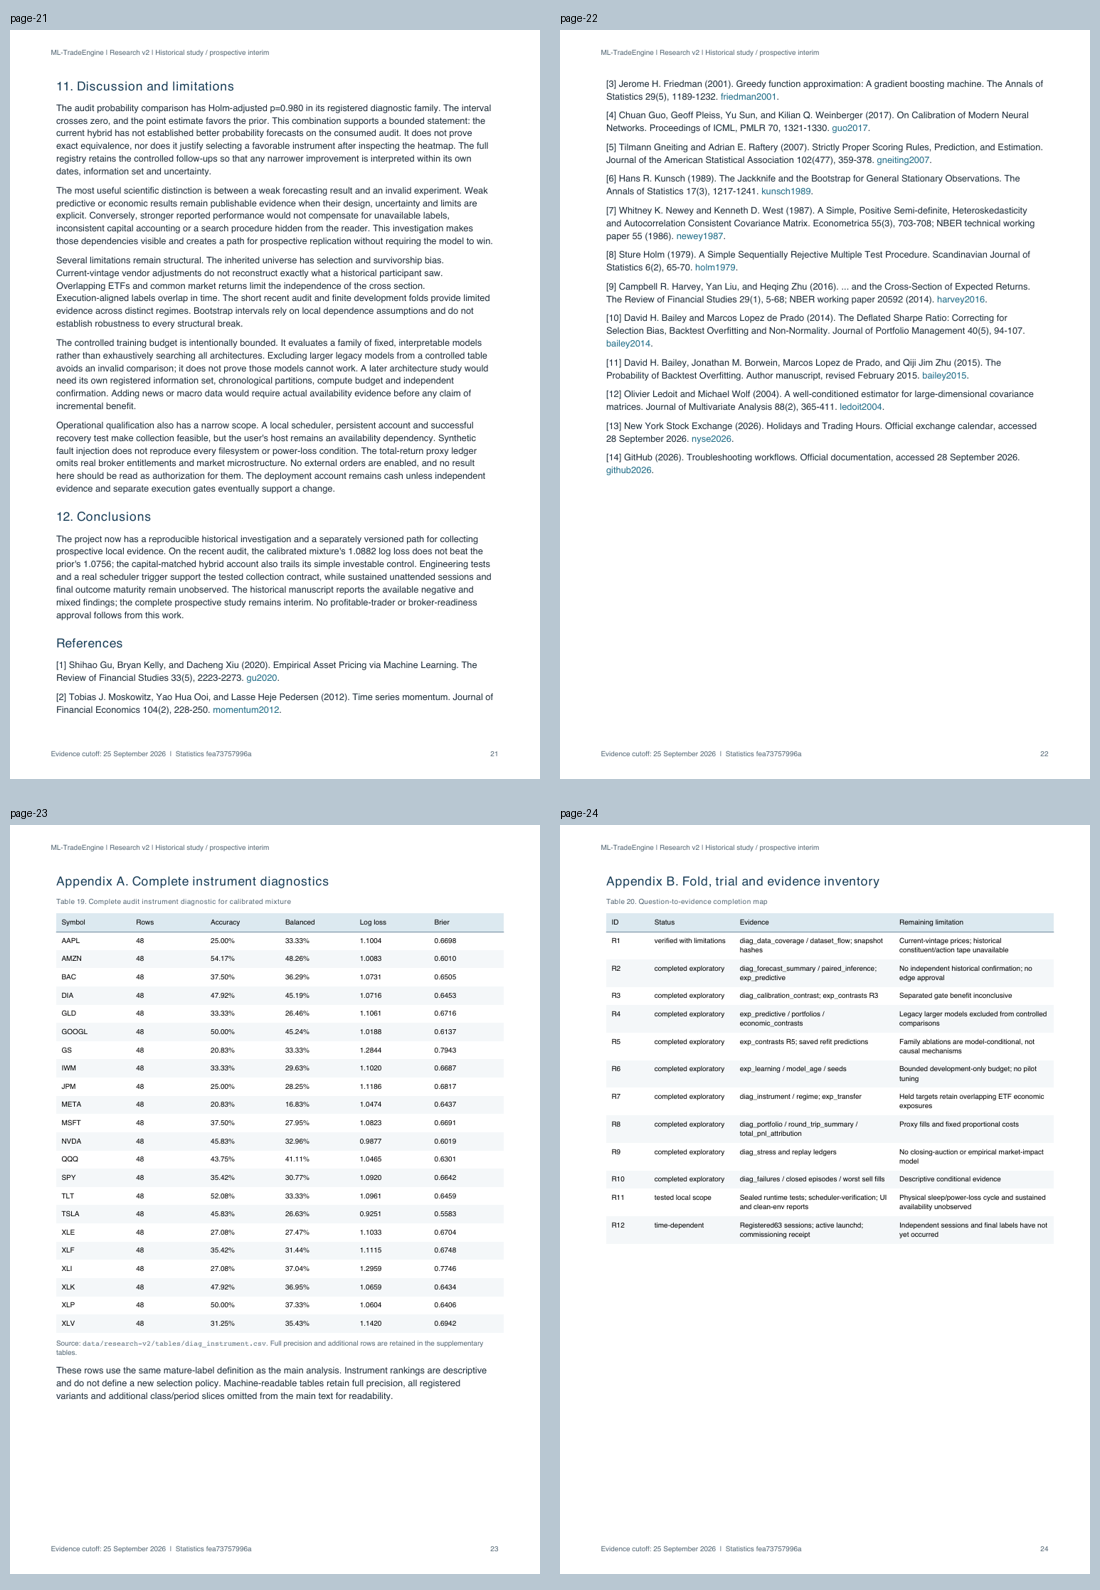 page-21
ML-TradeEngine | Research v2 | Historical study / prospective interim
11. Discussion and limitations
The audit probability comparison has Holm-adjusted p=0.980 in its registered diagnostic family. The interval
crosses zero, and the point estimate favors the prior. This combination supports a bounded statement: the
current hybrid has not established better probability forecasts on the consumed audit. It does not prove
exact equivalence, nor does it justify selecting a favorable instrument after inspecting the heatmap. The full
registry retains the controlled follow-ups so that any narrower improvement is interpreted within its own
dates, information set and uncertainty.
The most useful scientific distinction is between a weak forecasting result and an invalid experiment. Weak
predictive or economic results remain publishable evidence when their design, uncertainty and limits are
explicit. Conversely, stronger reported performance would not compensate for unavailable labels,
inconsistent capital accounting or a search procedure hidden from the reader. This investigation makes
those dependencies visible and creates a path for prospective replication without requiring the model to win.
Several limitations remain structural. The inherited universe has selection and survivorship bias.
Current-vintage vendor adjustments do not reconstruct exactly what a historical participant saw.
Overlapping ETFs and common market returns limit the independence of the cross section.
Execution-aligned labels overlap in time. The short recent audit and finite development folds provide limited
evidence across distinct regimes. Bootstrap intervals rely on local dependence assumptions and do not
establish robustness to every structural break.
The controlled training budget is intentionally bounded. It evaluates a family of fixed, interpretable models
rather than exhaustively searching all architectures. Excluding larger legacy models from a controlled table
avoids an invalid comparison; it does not prove those models cannot work. A later architecture study would
need its own registered information set, chronological partitions, compute budget and independent
confirmation. Adding news or macro data would require actual availability evidence before any claim of
incremental benefit.
Operational qualification also has a narrow scope. A local scheduler, persistent account and successful
recovery test make collection feasible, but the user's host remains an availability dependency. Synthetic
fault injection does not reproduce every filesystem or power-loss condition. The total-return proxy ledger
omits real broker entitlements and market microstructure. No external orders are enabled, and no result
here should be read as authorization for them. The deployment account remains cash unless independent
evidence and separate execution gates eventually support a change.
12. Conclusions
The project now has a reproducible historical investigation and a separately versioned path for collecting
prospective local evidence. On the recent audit, the calibrated mixture's 1.0882 log loss does not beat the
prior's 1.0756; the capital-matched hybrid account also trails its simple investable control. Engineering tests
and a real scheduler trigger support the tested collection contract, while sustained unattended sessions and
final outcome maturity remain unobserved. The historical manuscript reports the available negative and
mixed findings; the complete prospective study remains interim. No profitable-trader or broker-readiness
approval follows from this work.
References
[1] Shihao Gu, Bryan Kelly, and Dacheng Xiu (2020). Empirical Asset Pricing via Machine Learning. The
Review of Financial Studies 33(5), 2223-2273. gu2020.
[2] Tobias J. Moskowitz, Yao Hua Ooi, and Lasse Heje Pedersen (2012). Time series momentum. Journal of
Financial Economics 104(2), 228-250. momentum2012.
Evidence cutoff: 25 September 2026 | Statistics fea73757996a
21
page-22
ML-TradeEngine | Research v2 | Historical study / prospective interim
[3] Jerome H. Friedman (2001). Greedy function approximation: A gradient boosting machine. The Annals of
Statistics 29(5), 1189-1232. friedman2001.
[4] Chuan Guo, Geoff Pleiss, Yu Sun, and Kilian Q. Weinberger (2017). On Calibration of Modern Neural
Networks. Proceedings of ICML, PMLR 70, 1321-1330. guo2017.
[5] Tilmann Gneiting and Adrian E. Raftery (2007). Strictly Proper Scoring Rules, Prediction, and Estimation.
Journal of the American Statistical Association 102(477), 359-378. gneiting2007.
[6] Hans R. Kunsch (1989). The Jackknife and the Bootstrap for General Stationary Observations. The
Annals of Statistics 17(3), 1217-1241. kunsch1989.
[7] Whitney K. Newey and Kenneth D. West (1987). A Simple, Positive Semi-definite, Heteroskedasticity
and Autocorrelation Consistent Covariance Matrix. Econometrica 55(3), 703-708; NBER technical working
paper 55 (1986). newey1987.
[8] Sture Holm (1979). A Simple Sequentially Rejective Multiple Test Procedure. Scandinavian Journal of
Statistics 6(2), 65-70. holm1979.
[9] Campbell R. Harvey, Yan Liu, and Heqing Zhu (2016). ... and the Cross-Section of Expected Returns.
The Review of Financial Studies 29(1), 5-68; NBER working paper 20592 (2014). harvey2016.
[10] David H. Bailey and Marcos Lopez de Prado (2014). The Deflated Sharpe Ratio: Correcting for
Selection Bias, Backtest Overfitting and Non-Normality. Journal of Portfolio Management 40(5), 94-107.
bailey2014.
[11] David H. Bailey, Jonathan M. Borwein, Marcos Lopez de Prado, and Qiji Jim Zhu (2015). The
Probability of Backtest Overfitting. Author manuscript, revised February 2015. bailey2015.
[12] Olivier Ledoit and Michael Wolf (2004). A well-conditioned estimator for large-dimensional covariance
matrices. Journal of Multivariate Analysis 88(2), 365-411. ledoit2004.
[13] New York Stock Exchange (2026). Holidays and Trading Hours. Official exchange calendar, accessed
28 September 2026. nyse2026.
[14] GitHub (2026). Troubleshooting workflows. Official documentation, accessed 28 September 2026.
github2026.
Evidence cutoff: 25 September 2026 | Statistics fea73757996a
22
page-23
ML-TradeEngine | Research v2 | Historical study / prospective interim
Appendix A. Complete instrument diagnostics
Table 19. Complete audit instrument diagnostic for calibrated mixture
Symbol Rows Accuracy Balanced Log loss Brier
AAPL 48 25.00% 33.33% 1.1004 0.6698
AMZN 48 54.17% 48.26% 1.0083 0.6010
BAC 48 37.50% 36.29% 1.0731 0.6505
DIA 48 47.92% 45.19% 1.0716 0.6453
GLD 48 33.33% 26.46% 1.1061 0.6716
GOOGL 48 50.00% 45.24% 1.0188 0.6137
GS 48 20.83% 33.33% 1.2844 0.7943
IWM 48 33.33% 29.63% 1.1020 0.6687
JPM 48 25.00% 28.25% 1.1186 0.6817
META 48 20.83% 16.83% 1.0474 0.6437
MSFT 48 37.50% 27.95% 1.0823 0.6691
NVDA 48 45.83% 32.96% 0.9877 0.6019
QQQ 48 43.75% 41.11% 1.0465 0.6301
SPY 48 35.42% 30.77% 1.0920 0.6642
TLT 48 52.08% 33.33% 1.0961 0.6459
TSLA 48 45.83% 26.63% 0.9251 0.5583
XLE 48 27.08% 27.47% 1.1033 0.6704
XLF 48 35.42% 31.44% 1.1115 0.6748
XLI 48 27.08% 37.04% 1.2959 0.7746
XLK 48 47.92% 36.95% 1.0659 0.6434
XLP 48 50.00% 37.33% 1.0604 0.6406
XLV 48 31.25% 35.43% 1.1420 0.6942
Source: data/research-v2/tables/diag_instrument.csv. Full precision and additional rows are retained in the supplementary
tables.
These rows use the same mature-label definition as the main analysis. Instrument rankings are descriptive
and do not define a new selection policy. Machine-readable tables retain full precision, all registered
variants and additional class/period slices omitted from the main text for readability.
Evidence cutoff: 25 September 2026 | Statistics fea73757996a
23
page-24
ML-TradeEngine | Research v2 | Historical study / prospective interim
Appendix B. Fold, trial and evidence inventory
Table 20. Question-to-evidence completion map
ID Status Evidence Remaining limitation
R1 verified with limitations diag_data_coverage / dataset_flow; snapshot Current-vintage prices; historical
hashes constituent/action tape unavailable
R2 completed exploratory diag_forecast_summary / paired_inference; No independent historical confirmation; no
exp_predictive edge approval
R3 completed exploratory diag_calibration_contrast; exp_contrasts R3 Separated gate benefit inconclusive
R4 completed exploratory exp_predictive / portfolios / Legacy larger models excluded from controlled
economic_contrasts comparisons
R5 completed exploratory exp_contrasts R5; saved refit predictions Family ablations are model-conditional, not
causal mechanisms
R6 completed exploratory exp_learning / model_age / seeds Bounded development-only budget; no pilot
tuning
R7 completed exploratory diag_instrument / regime; exp_transfer Held targets retain overlapping ETF economic
exposures
R8 completed exploratory diag_portfolio / round_trip_summary / Proxy fills and fixed proportional costs
total_pnl_attribution
R9 completed exploratory diag_stress and replay ledgers No closing-auction or empirical market-impact
model
R10 completed exploratory diag_failures / closed episodes / worst sell fills Descriptive conditional evidence
R11 tested local scope Sealed runtime tests; scheduler-verification; UI Physical sleep/power-loss cycle and sustained
and clean-env reports availability unobserved
R12 time-dependent Registered63 sessions; active launchd; Independent sessions and final labels have not
commissioning receipt yet occurred
Evidence cutoff: 25 September 2026 | Statistics fea73757996a
24